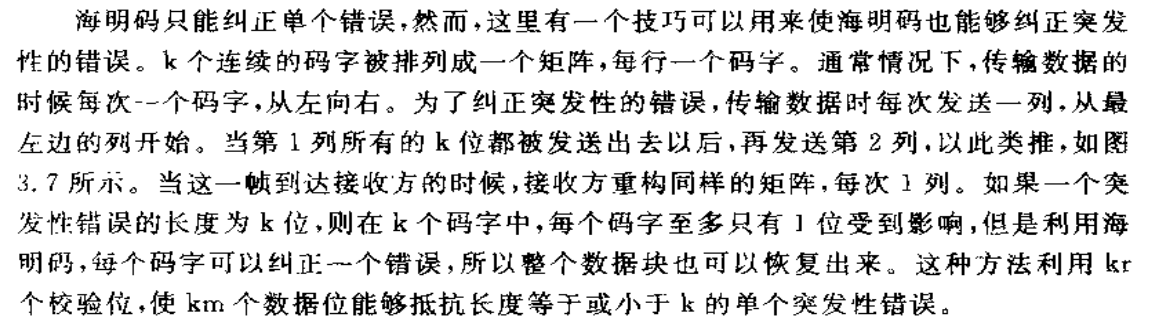 海明码只能纠正单个错误,然而,这里有一个技巧可以用来使海明码也能够纠正突发
性的错误。k 个连续的码字被排列成一个矩阵,每行一个码字。通常情况下,传输数据的
时候每次一个码字,从左向右。为了纠正突发性的错误,传输数据时每次发送一列,从最
左边的列开始。当第 1 列所有的 k 位都被发送出去以后,再发送第 2 列,以此类推,如图
3.7 所示。当这一帧到达接收方的时候,接收方重构同样的矩阵,每次 1 列。如果一个突
发性错误的长度为 k 位,则在 k 个码字中,每个码字至多只有 1 位受到影响,但是利用海
明码,每个码字可以纠正一个错误,所以整个数据块也可以恢复出来。这种方法利用 kr
个校验位,使 km 个数据位能够抵抗长度等于或小于 k 的单个突发性错误。